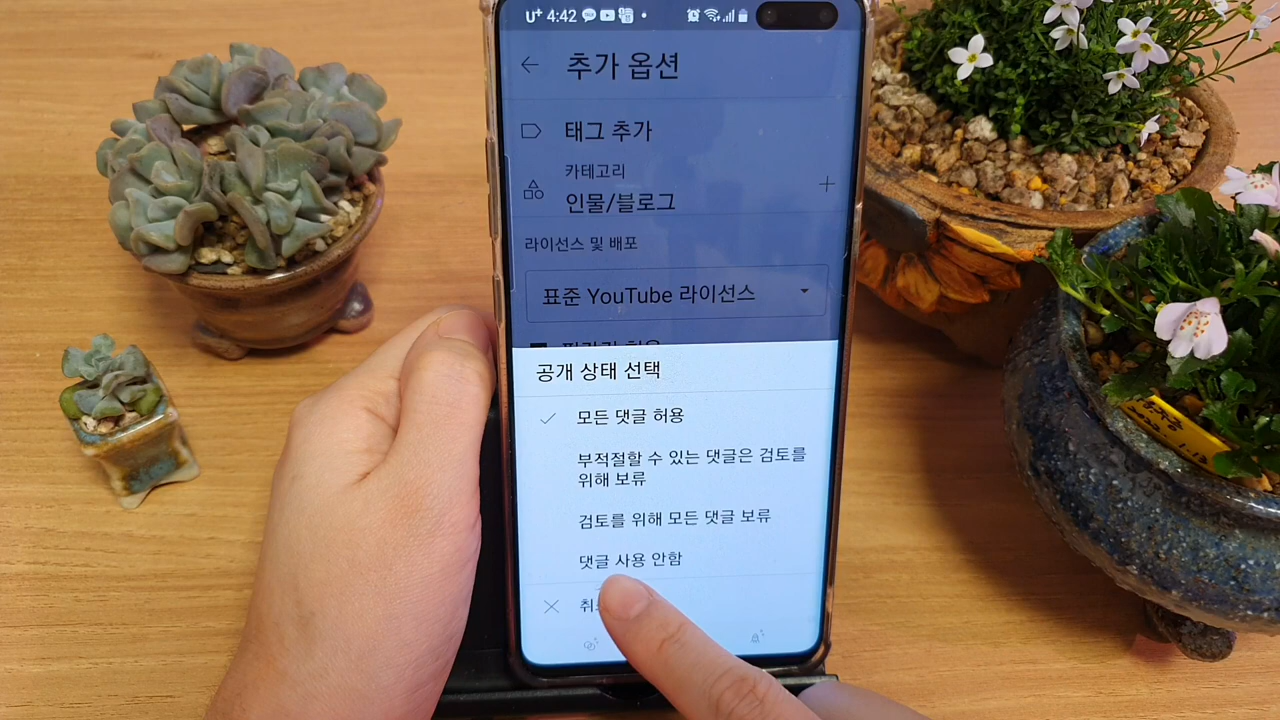 U+ 4:42
추가 옵션
태그 추가
카테고리
인물/블로그
라이선스 및 배포
표준 YouTube 라이선스
공개 상태 선택
모든 댓글 허용
부적절할 수 있는 댓글은 검토를
위해 보류
검토를 위해 모든 댓글 보류
댓글 사용 안함